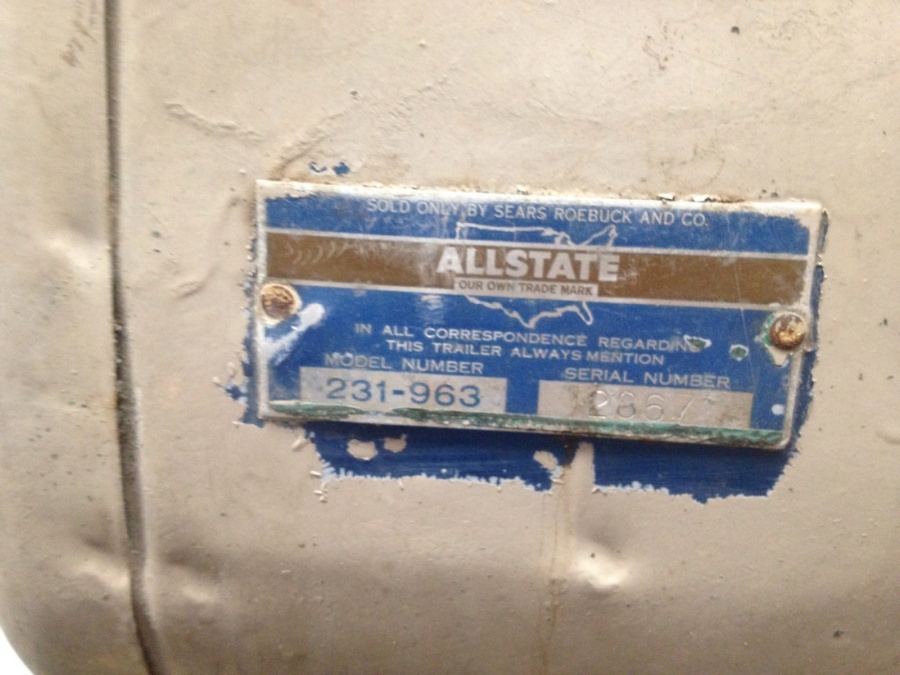 SOLD ONLY BY SEARS ROEBUCK AND CO.
ALLSTATE
OUR OWN TRADE MARK
IN ALL CORRESPONDENCE REGARDING
THIS TRAILER ALWAYS MENTION
MODEL NUMBER SERIAL NUMBER
231-963